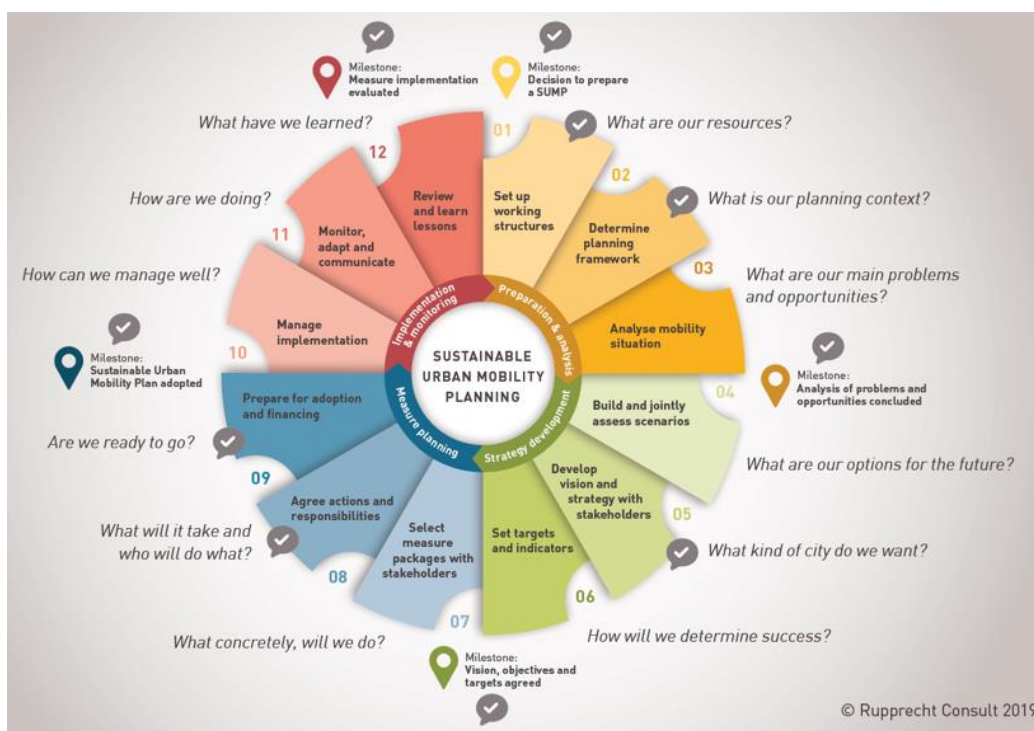 Milestone:
Measure implementation
evaluated
Milestone:
Decision to prepare
a SUMP
What have we learned?
12
01
What are our resources?
Review
and learn
lessons
Set up
working
structures
02
How are we doing?
11
Monitor,
adapt and
communicate
Determine
planning
framework
What is our planning context?
03
How can we manage well?
10
Manage
implementation
Analyse mobility
situation
What are our main problems
and opportunities?
Implementation
& monitoring
Preparation & analysis
SUSTAINABLE
URBAN MOBILITY
PLANNING
Measure planning
Strategy development
Milestone:
Sustainable Urban
Mobility Plan adopted
Milestone:
Analysis of problems and
opportunities concluded
Prepare for adoption
and financing
04
Build and jointly
assess scenarios
Are we ready to go?
09
What are our options for the future?
Agree actions and
responsibilities
Develop
vision and
strategy with
stakeholders
05
What will it take and
who will do what?
08
Select
measure
packages with
stakeholders
Set targets
and indicators
What kind of city do we want?
07
06
What concretely, will we do?
How will we determine success?
Milestone:
Vision, objectives and
targets agreed
© Rupprecht Consult 2019